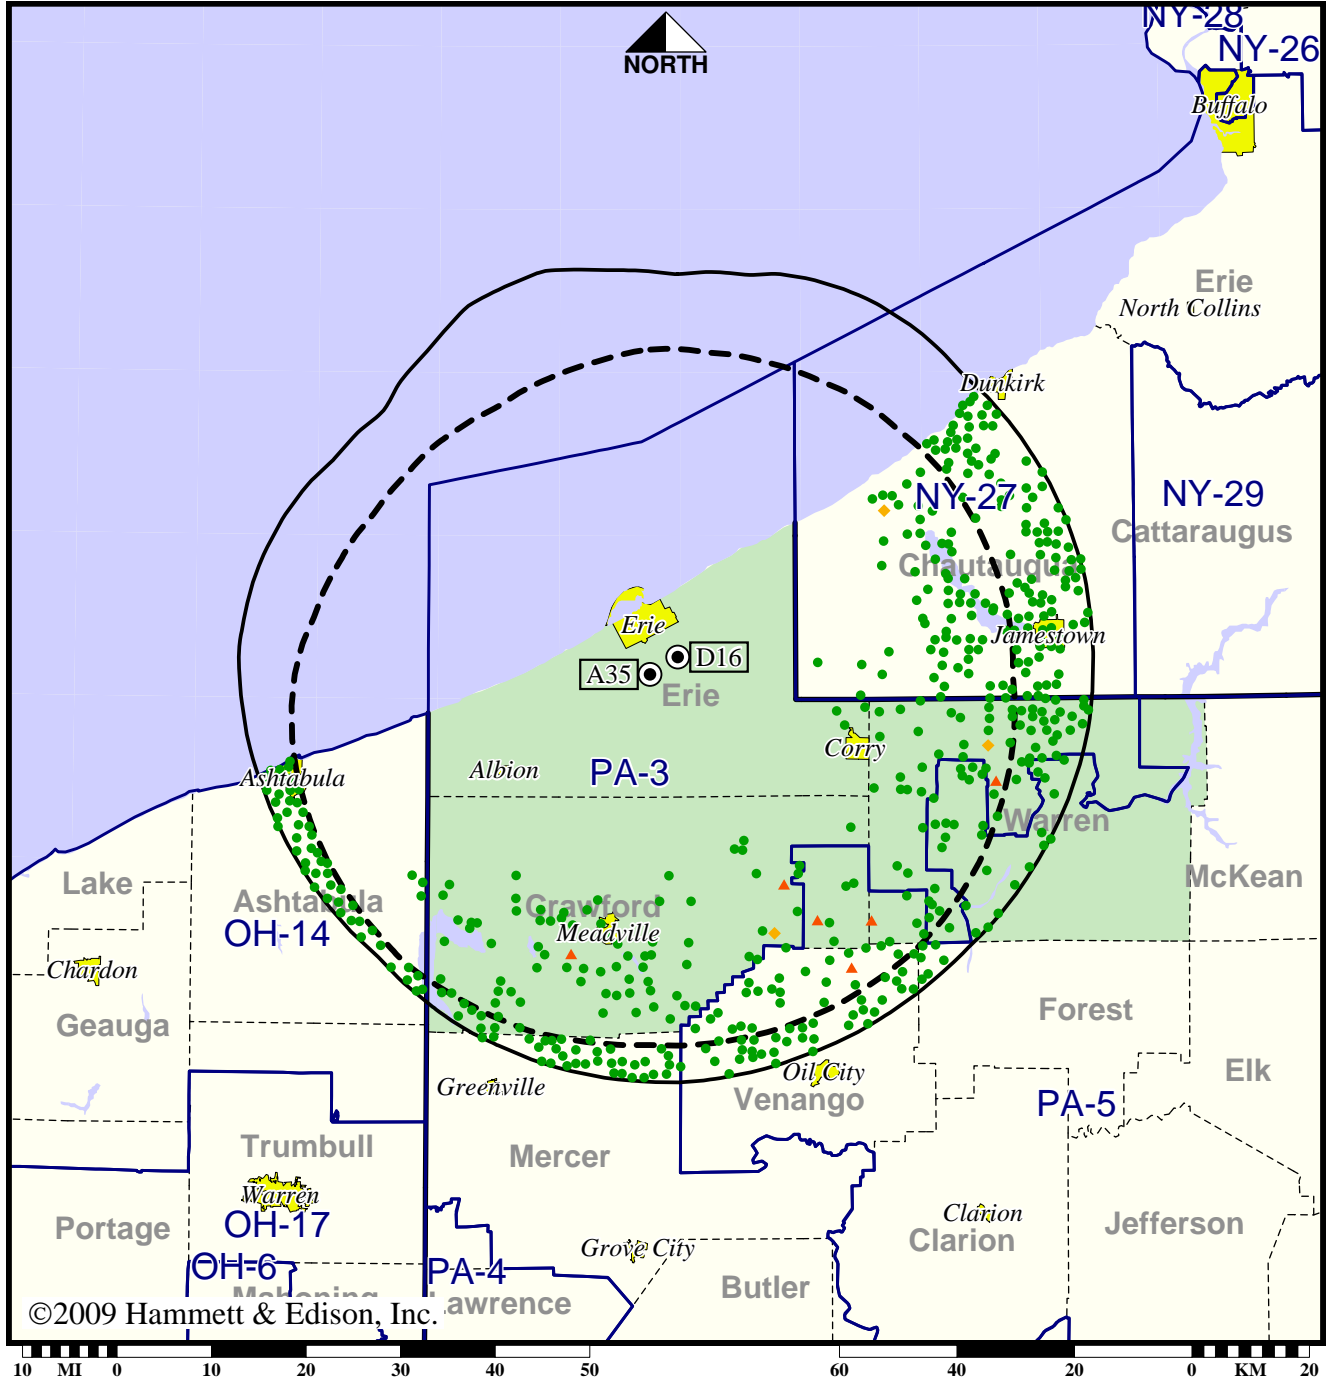 NY-28
NORTH
NY-26
Buffalo
Erie
North Collins
Dunkirk
NY-27
NY-29
Cattaraugus
Chautauqua
Erie
Jamestown
D16
A35
Erie
Corry
Albion
PA-3
Ashtabula
Warren
Lake
McKean
Ashtabula
Crawford
OH-14
Meadville
Chardon
Forest
Geauga
Elk
Oil City
Greenville
Venango
PA-5
Trumbull
Mercer
Warren
Clarion
Portage
OH-17
Jefferson
Clarion
Grove City
OH-6
PA-4
Butler
Mahoning
Lawrence
©2009 Hammett & Edison, Inc.
10 MI 0 10 20 30 40 50 60 40 20 0 KM 20